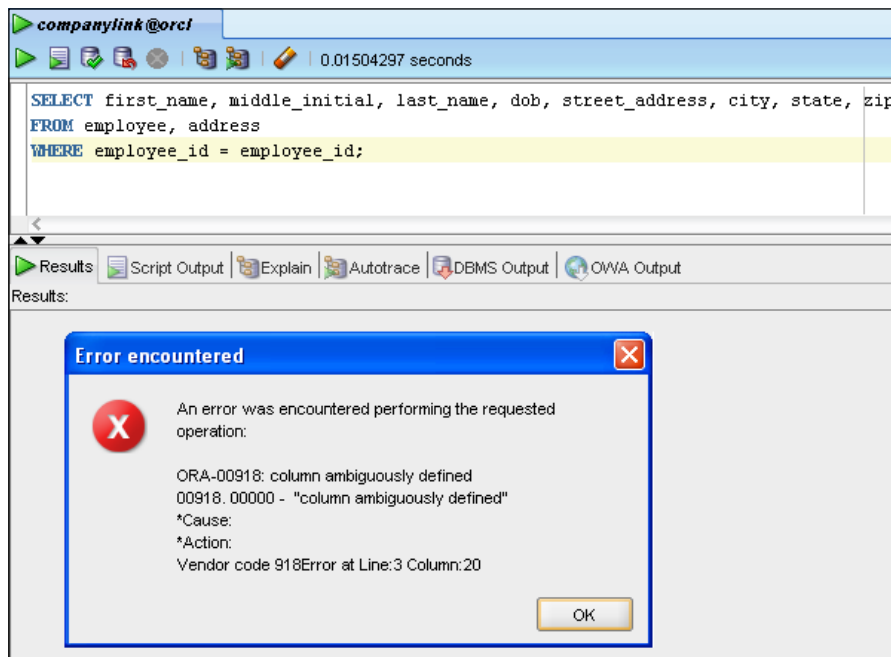 companylink@orcl
0.01504297 seconds
SELECT first_name, middle_initial, last_name, dob, street_address, city, state, zip
FROM employee, address
WHERE employee_id = employee_id;
Results Script Output Explain Autotrace DBMS Output OWA Output
Results:
Error encountered
An error was encountered performing the requested
operation:
ORA-00918: column ambiguously defined
00918. 00000 - "column ambiguously defined"
*Cause:
*Action:
Vendor code 918Error at Line:3 Column:20
OK